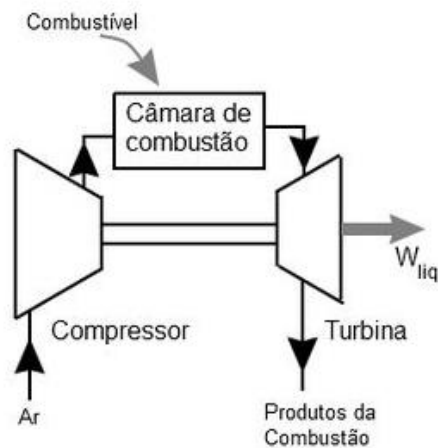 Combustível
Câmara de
combustão
W liq
Compressor
Turbina
Ar
Produtos da
Combustão